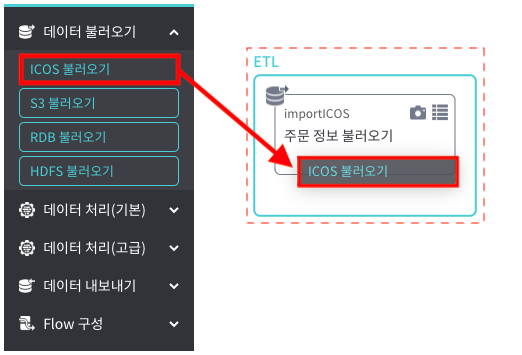 데이터 불러오기
ICOS 불러오기
S3 불러오기
RDB 불러오기
HDFS 불러오기
데이터 처리(기본)
데이터 처리(고급)
데이터 내보내기
Flow 구성
ETL
importICOS
주문 정보 불러오기
ICOS 불러오기